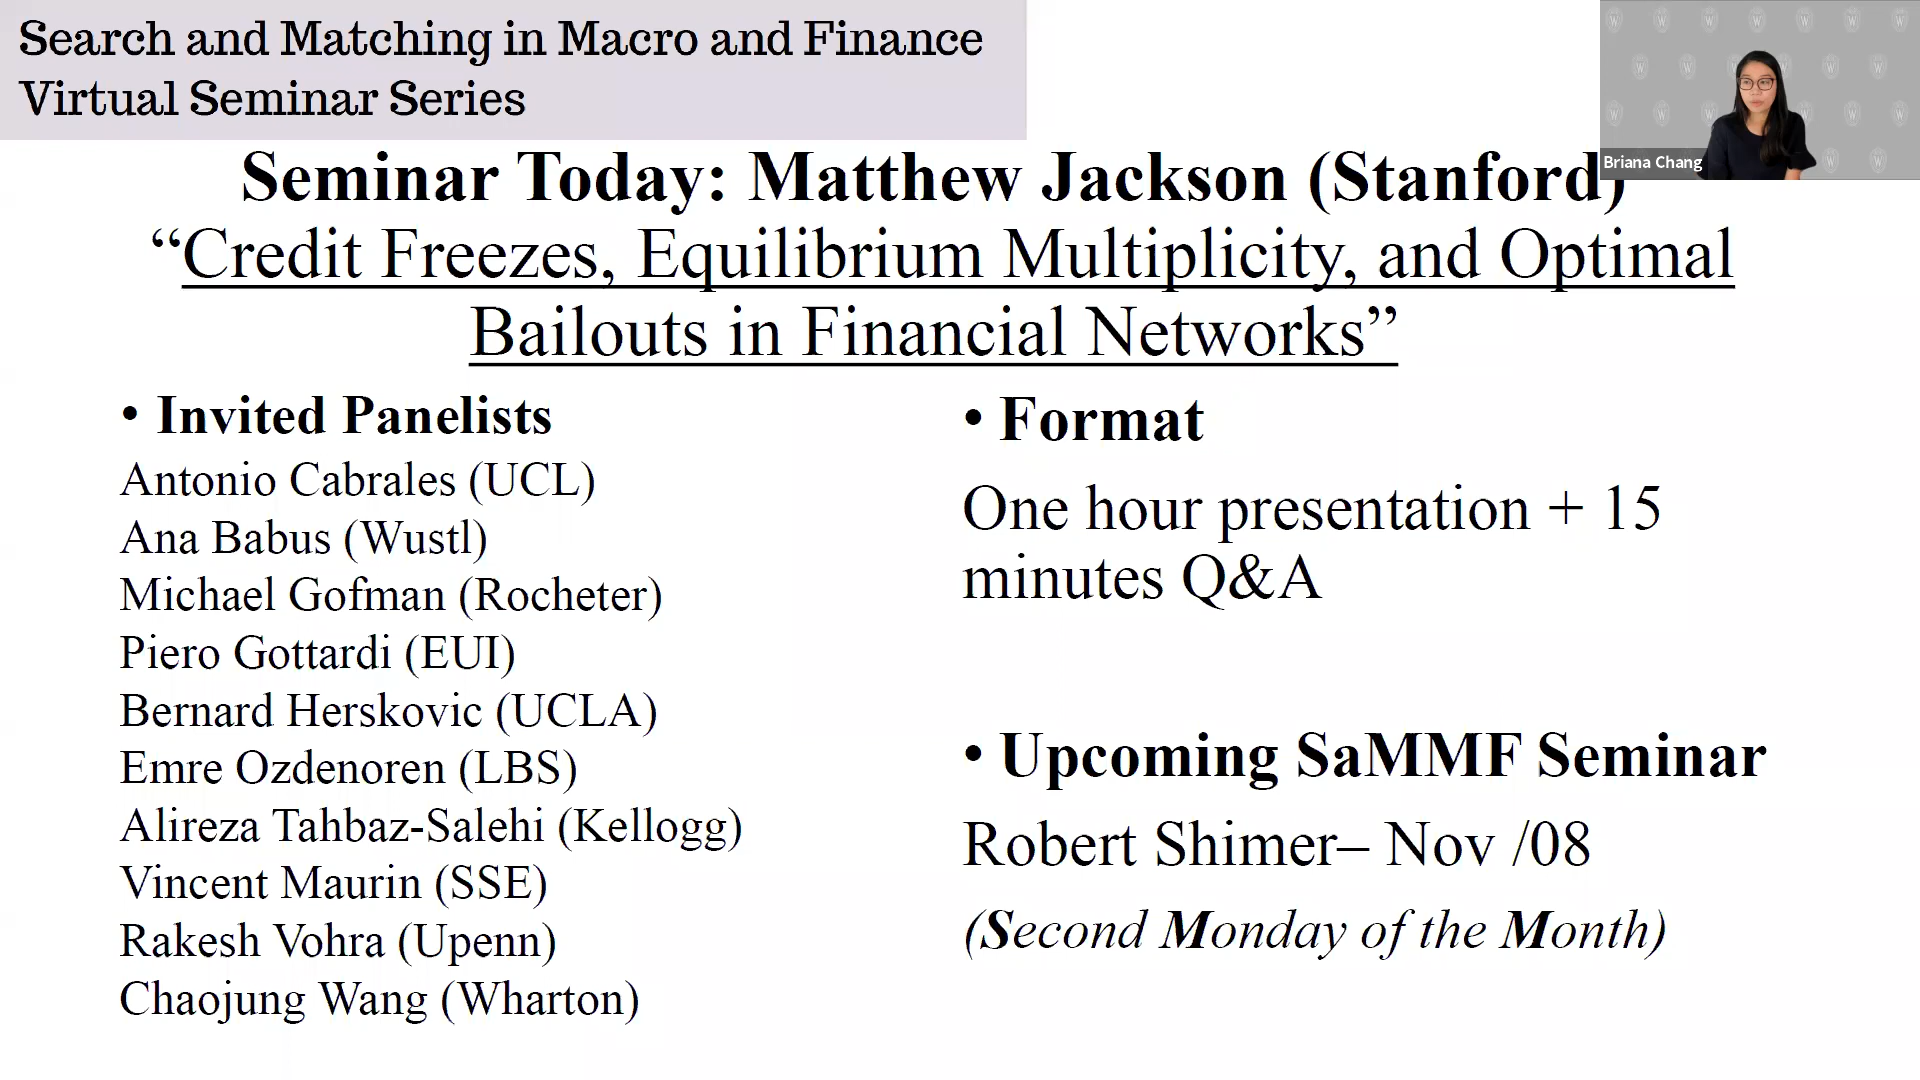 Search and Matching in Macro and Finance
Virtual Seminar Series
Briana Chang
Seminar Today: Matthew Jackson (Stanford)
“Credit Freezes, Equilibrium Multiplicity, and Optimal
Bailouts in Financial Networks”
• Invited Panelists
Antonio Cabrales (UCL)
Ana Babus (Wustl)
Michael Gofman (Rocheter)
Piero Gottardi (EUI)
Bernard Herskovic (UCLA)
Emre Ozdenoren (LBS)
Alireza Tahbaz-Salehi (Kellogg)
Vincent Maurin (SSE)
Rakesh Vohra (Upenn)
Chaojung Wang (Wharton)
• Format
One hour presentation + 15
minutes Q&A
• Upcoming SaMMF Seminar
Robert Shimer– Nov /08
(Second Monday of the Month)